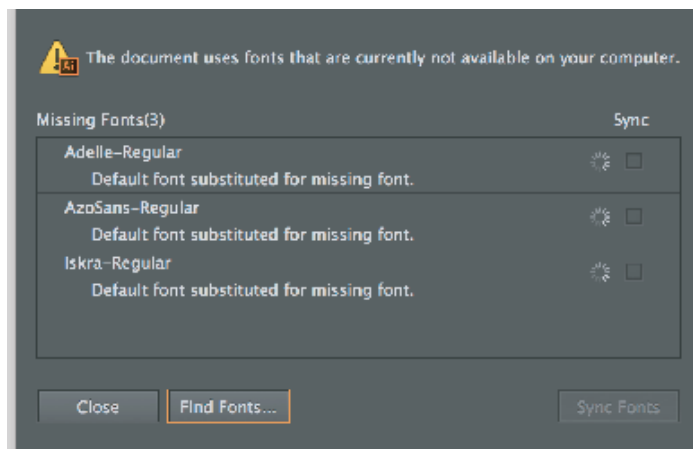 Ai
The document uses fonts that are currently not available on your computer.
Missing Fonts(3) Sync
Adelle-Regular
Default font substituted for missing font.
AzoSans-Regular
Default font substituted for missing font.
Iskra-Regular
Default font substituted for missing font.
Close Find Fonts... Sync Fonts